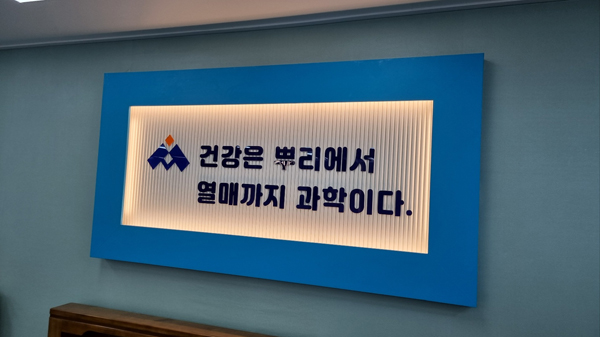 건강은 뿌리에서
열매까지 과학이다.